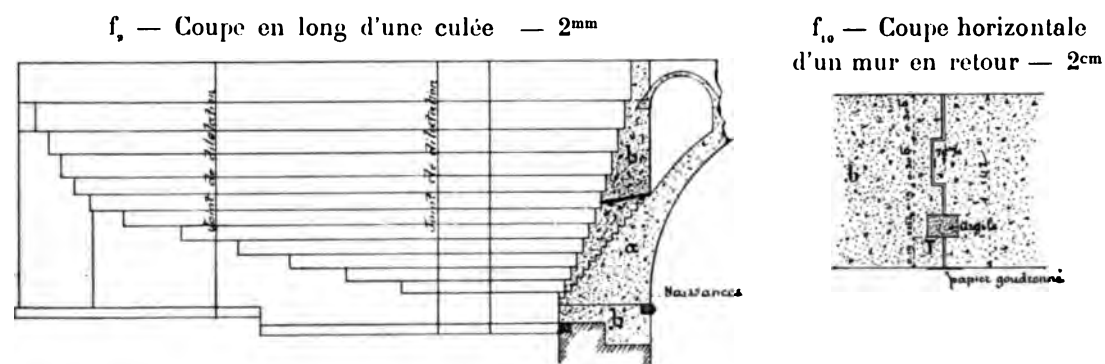 f₉ — Coupe en long d'une culée — 2ᵐᵐ
Joint de dilatation
Joint de dilatation
b
a
Naissances
b
f₁₀ — Coupe horizontale
d'un mur en retour — 2ᶜᵐ
b
argile
T
papier goudronné